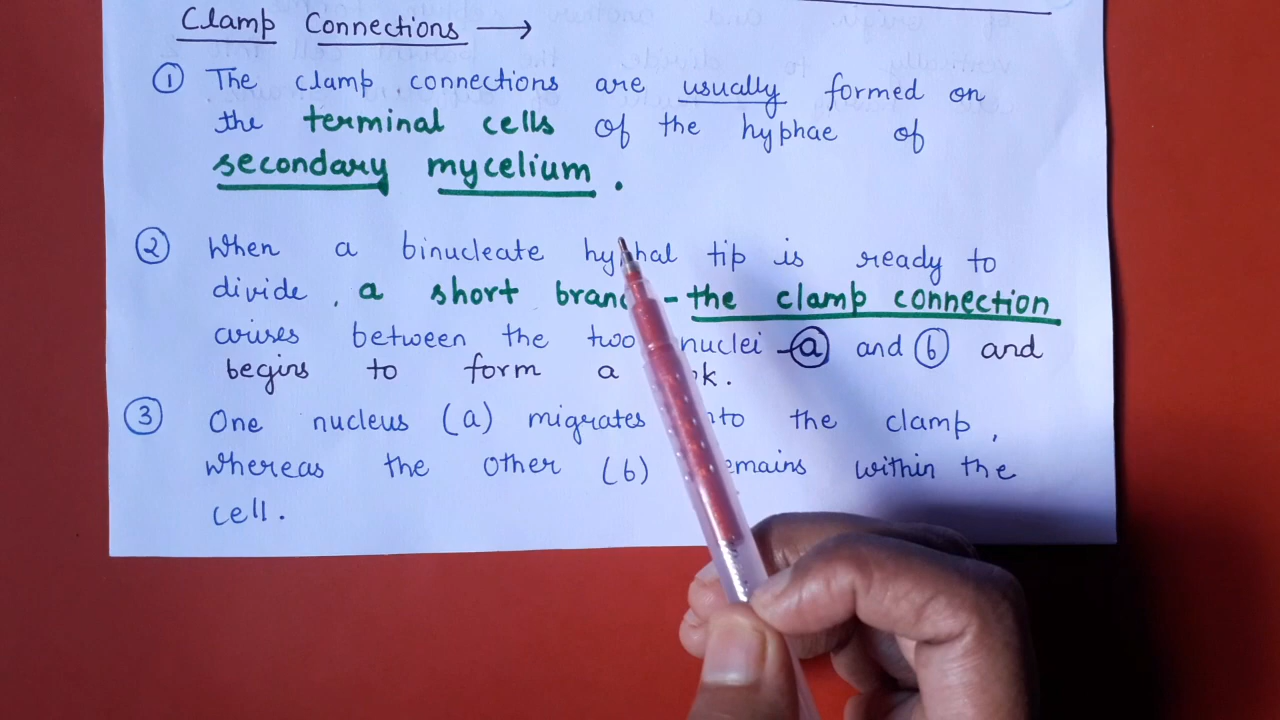 Clamp Connections →
① The clamp connections are usually formed on
the terminal cells of the hyphae of
secondary mycelium.
② When a binucleate hyphal tip is ready to
divide, a short - the clamp connection
arises between the two nuclei - ⓐ and ⓑ and
begins to form a
③ One nucleus (a) migrates the clamp,
whereas the other (b) remains within the
cell.